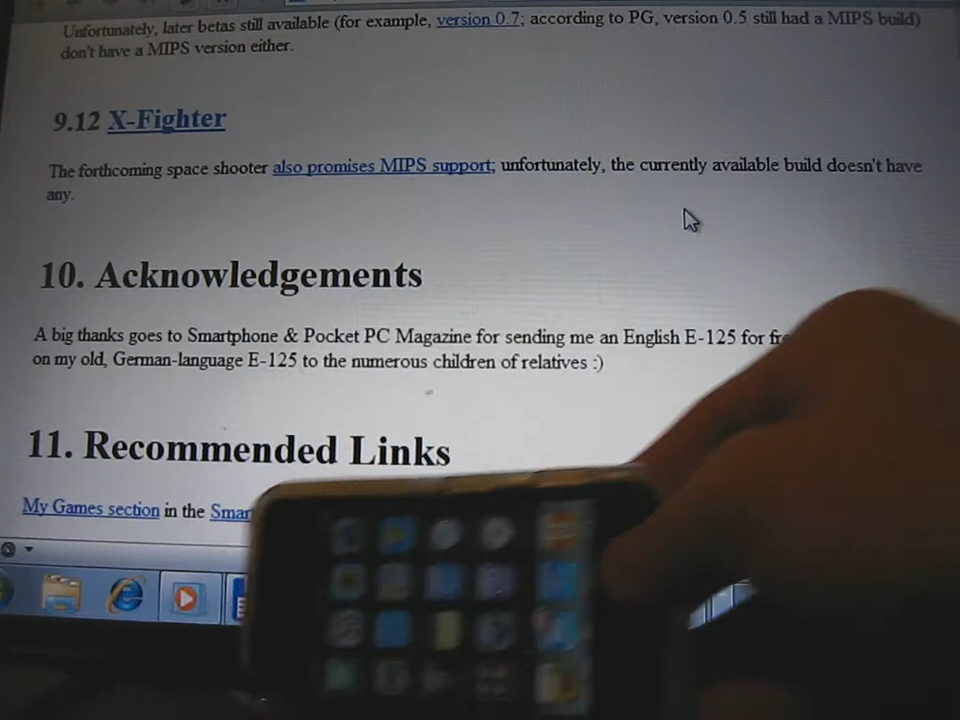 Unfortunately, later betas still available (for example, version 0.7; according to PG, version 0.5 still had a MIPS build)
don't have a MIPS version either.
9.12 X-Fighter
The forthcoming space shooter also promises MIPS support; unfortunately, the currently available build doesn't have
any.
10. Acknowledgements
A big thanks goes to Smartphone & Pocket PC Magazine for sending me an English E-125 for
on my old, German-language E-125 to the numerous children of relatives :)
11. Recommended Links
My Games section in the